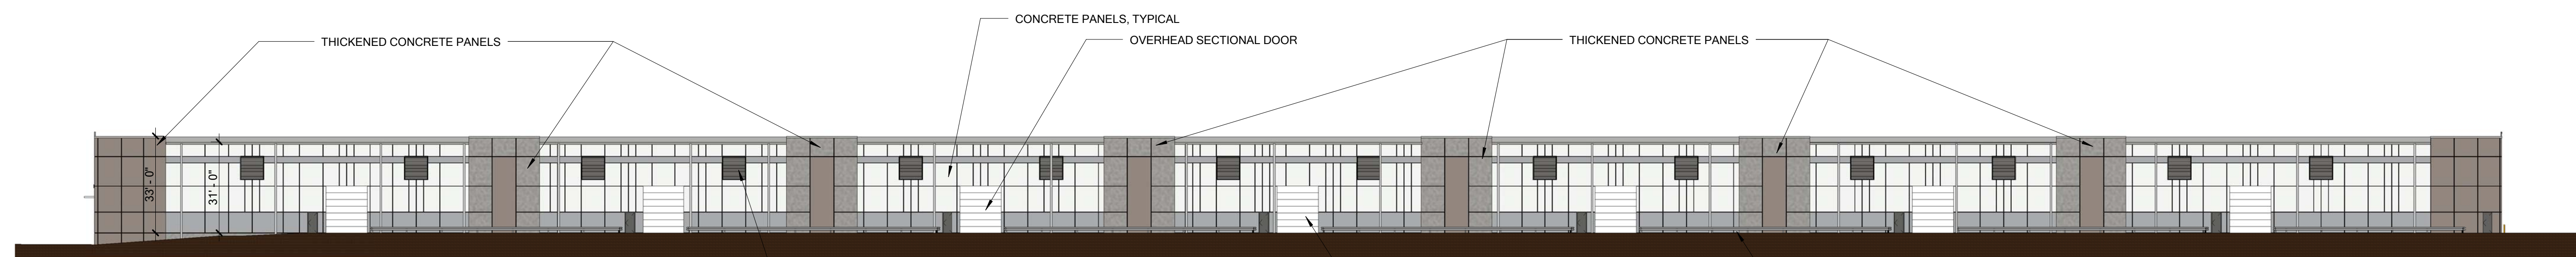 CONCRETE PANELS, TYPICAL
THICKENED CONCRETE PANELS
OVERHEAD SECTIONAL DOOR
THICKENED CONCRETE PANELS
33' - 0"
31' - 0"